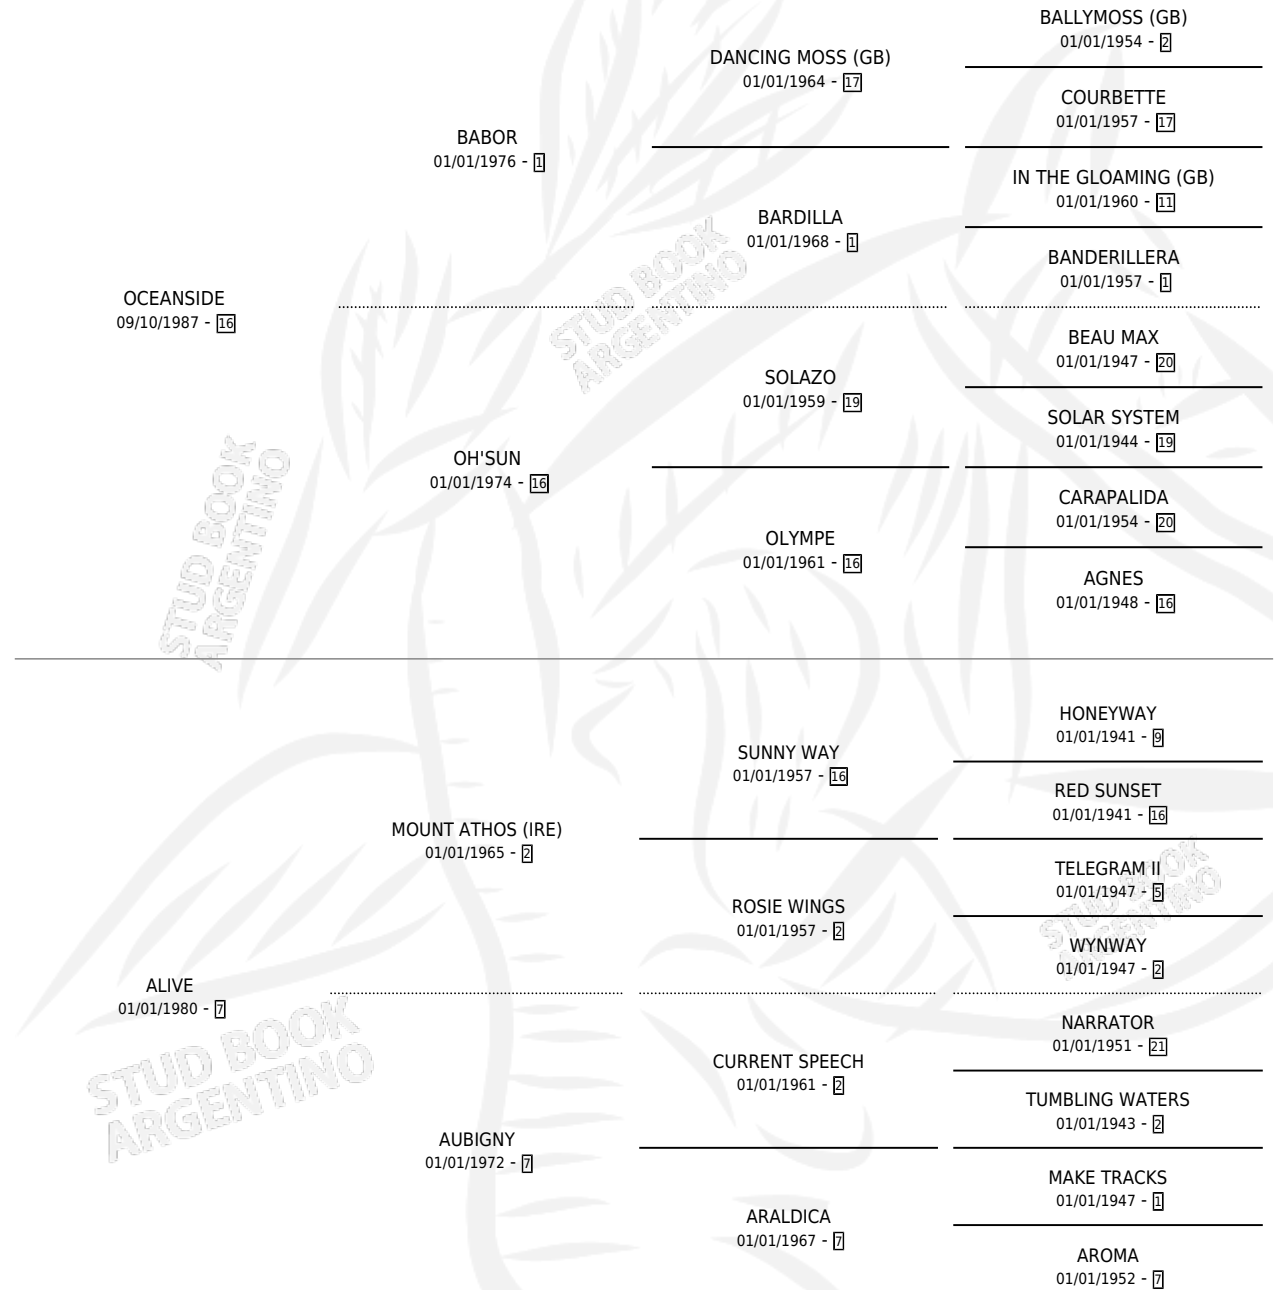 BALLYMOSS (GB)
01/01/1954 - 2
DANCING MOSS (GB)
01/01/1964 - 17
COURBETTE
01/01/1957 - 17
BABOR
01/01/1976 - 1
IN THE GLOAMING (GB)
01/01/1960 - 11
BARDILLA
01/01/1968 - 1
BANDERILLERA
01/01/1957 - 1
OCEANSIDE
09/10/1987 - 16
BEAU MAX
01/01/1947 - 20
SOLAZO
01/01/1959 - 19
SOLAR SYSTEM
01/01/1944 - 19
OH'SUN
01/01/1974 - 16
CARAPALIDA
01/01/1954 - 20
OLYMPE
01/01/1961 - 16
AGNES
01/01/1948 - 16
HONEYWAY
01/01/1941 - 9
SUNNY WAY
01/01/1957 - 16
RED SUNSET
01/01/1941 - 16
MOUNT ATHOS (IRE)
01/01/1965 - 2
TELEGRAM II
01/01/1947 - 5
ROSIE WINGS
01/01/1957 - 2
WYNWAY
01/01/1947 - 2
ALIVE
01/01/1980 - 7
NARRATOR
01/01/1951 - 21
CURRENT SPEECH
01/01/1961 - 2
TUMBLING WATERS
01/01/1943 - 2
AUBIGNY
01/01/1972 - 7
MAKE TRACKS
01/01/1947 - 1
ARALDICA
01/01/1967 - 7
AROMA
01/01/1952 - 7
STUD BOOK
ARGENTINO
STUD BOOK
ARGENTINO
STUD BOOK
ARGENTINO
STUD BOOK
ARGENTINO